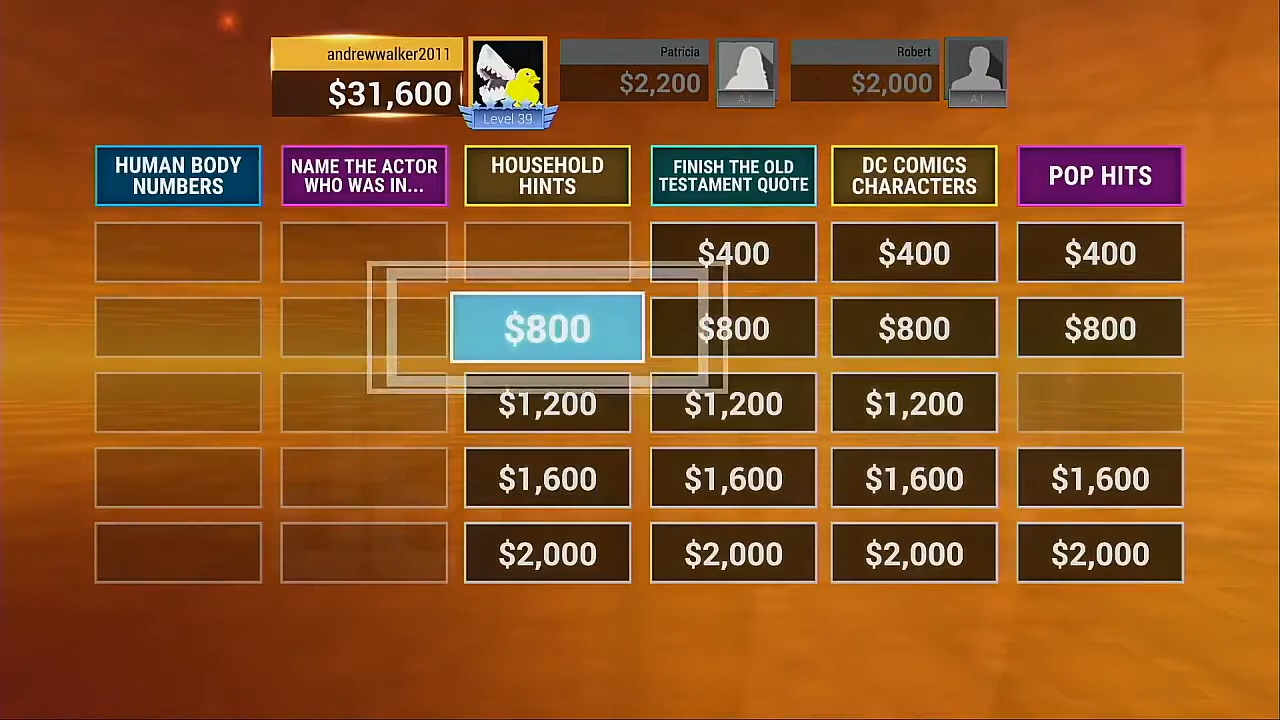 andrewwalker2011
$31,600
Level 39
Patricia
$2,200
A.I.
Robert
$2,000
A.I.
HUMAN BODY
NUMBERS
NAME THE ACTOR
WHO WAS IN...
HOUSEHOLD
HINTS
FINISH THE OLD
TESTAMENT QUOTE
DC COMICS
CHARACTERS
POP HITS
$400 $400 $400
$800 $800 $800 $800
$1,200 $1,200 $1,200
$1,600 $1,600 $1,600 $1,600
$2,000 $2,000 $2,000 $2,000